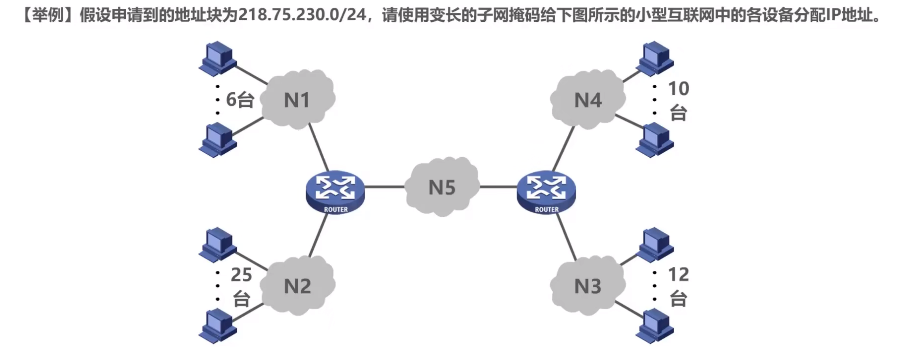 【举例】假设申请到的地址块为218.75.230.0/24，请使用变长的子网掩码给下图所示的小型互联网中的各设备分配IP地址。
6台
N1
N4
10
台
ROUTER
N5
ROUTER
25
台
N2
N3
12
台